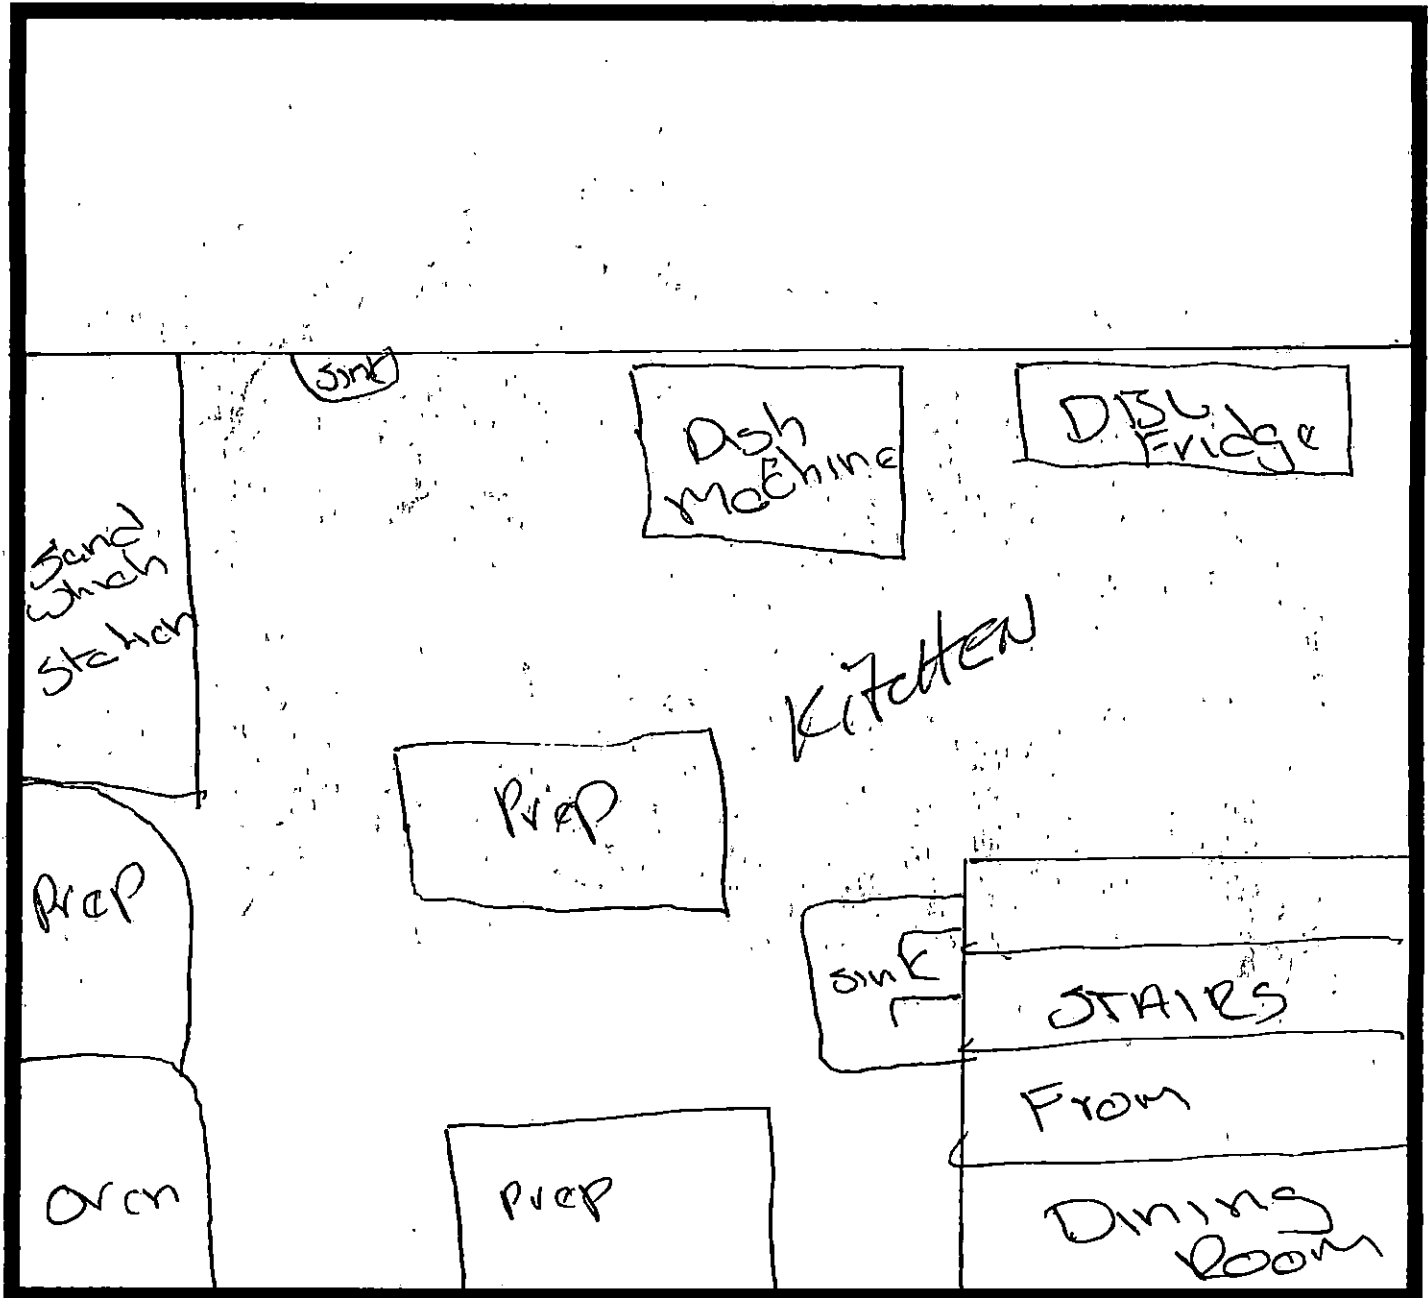 Sink
Dish
Machine
DBL
Fridge
Sand
which
Station
KitcHEN
Prep
Prep
Sink
STAIRS
From
Dining
Room
Oven
Prep